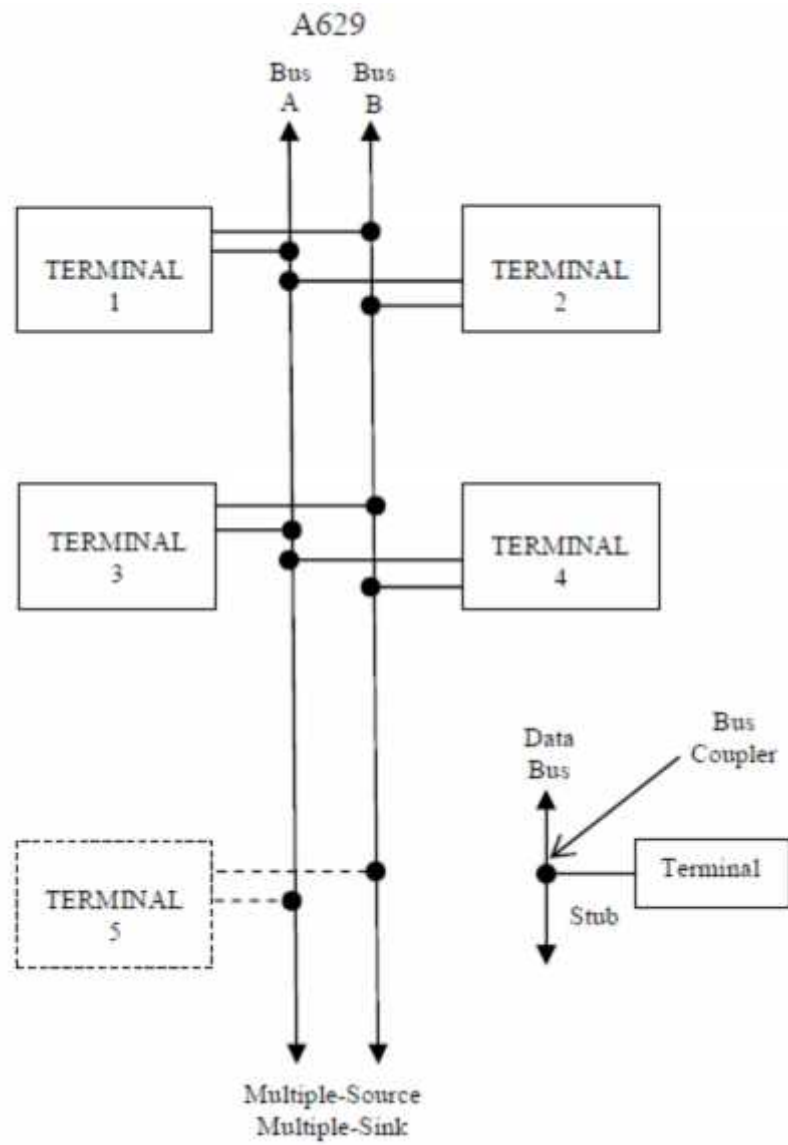 A629
Bus
A
Bus
B
TERMINAL
1
TERMINAL
2
TERMINAL
3
TERMINAL
4
Data
Bus
Bus
Coupler
TERMINAL
5
Terminal
Stub
Multiple-Source
Multiple-Sink